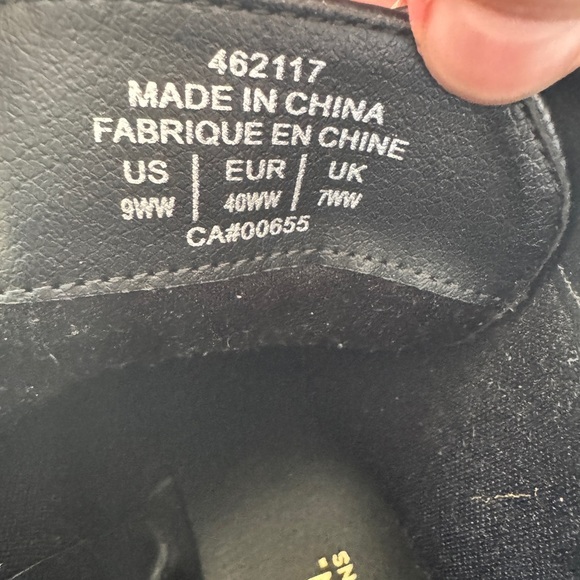 462117
MADE IN CHINA
FABRIQUE EN CHINE
US | EUR | UK
9WW | 40WW | 7WW
CA#00655